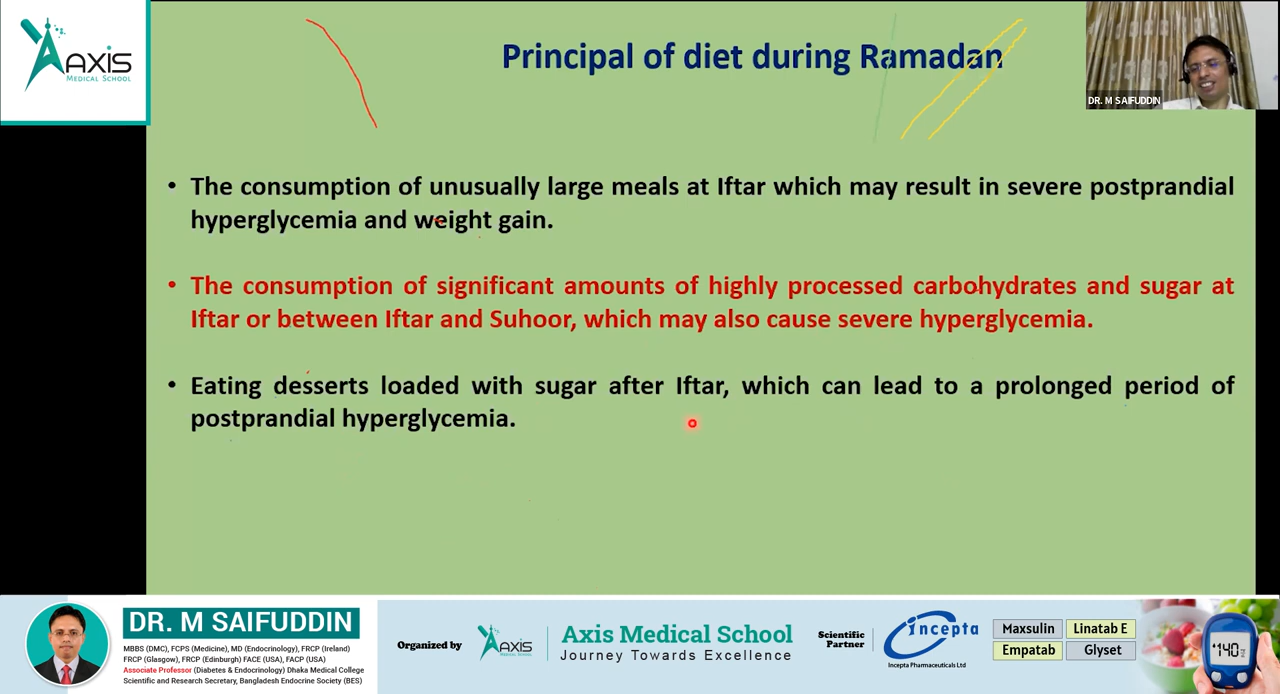 AXIS
MEDICAL SCHOOL
Principal of diet during Ramadan
DR. M SAIFUDDIN
• The consumption of unusually large meals at Iftar which may result in severe postprandial
hyperglycemia and weight gain.
• The consumption of significant amounts of highly processed carbohydrates and sugar at
Iftar or between Iftar and Suhoor, which may also cause severe hyperglycemia.
• Eating desserts loaded with sugar after Iftar, which can lead to a prolonged period of
postprandial hyperglycemia.
DR. M SAIFUDDIN
MBBS (DMC), FCPS (Medicine), MD (Endocrinology), FRCP (Ireland)
FRCP (Glasgow), FRCP (Edinburgh) FACE (USA), FACP (USA)
Associate Professor (Diabetes & Endocrinology) Dhaka Medical College
Scientific and Research Secretary, Bangladesh Endocrine Society (BES)
Organized by
AXIS
Axis Medical School
Journey Towards Excellence
Scientific
Partner
incepta
Incepta Pharmaceuticals Ltd
Maxsulin
Linatab E
Empatab
Glyset
140